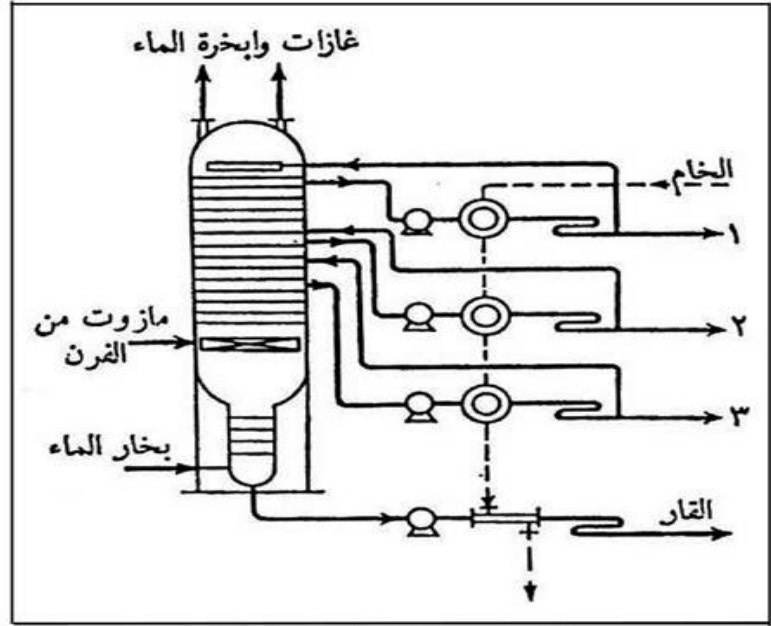 غازات وابخرة الماء
الخام
١
٢
مازوت من
الفرن
٣
بخار الماء
القار